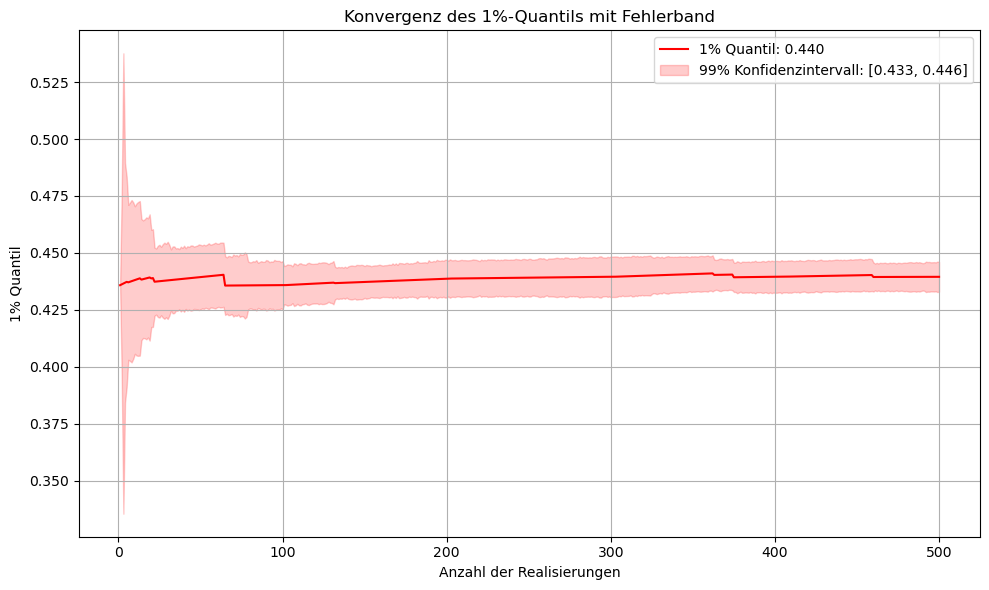 Konvergenz des 1%-Quantils mit Fehlerband
1% Quantil: 0.440
99% Konfidenzintervall: [0.433, 0.446]
1% Quantil
0.525
0.500
0.475
0.450
0.425
0.400
0.375
0.350
0
100
200
300
400
500
Anzahl der Realisierungen